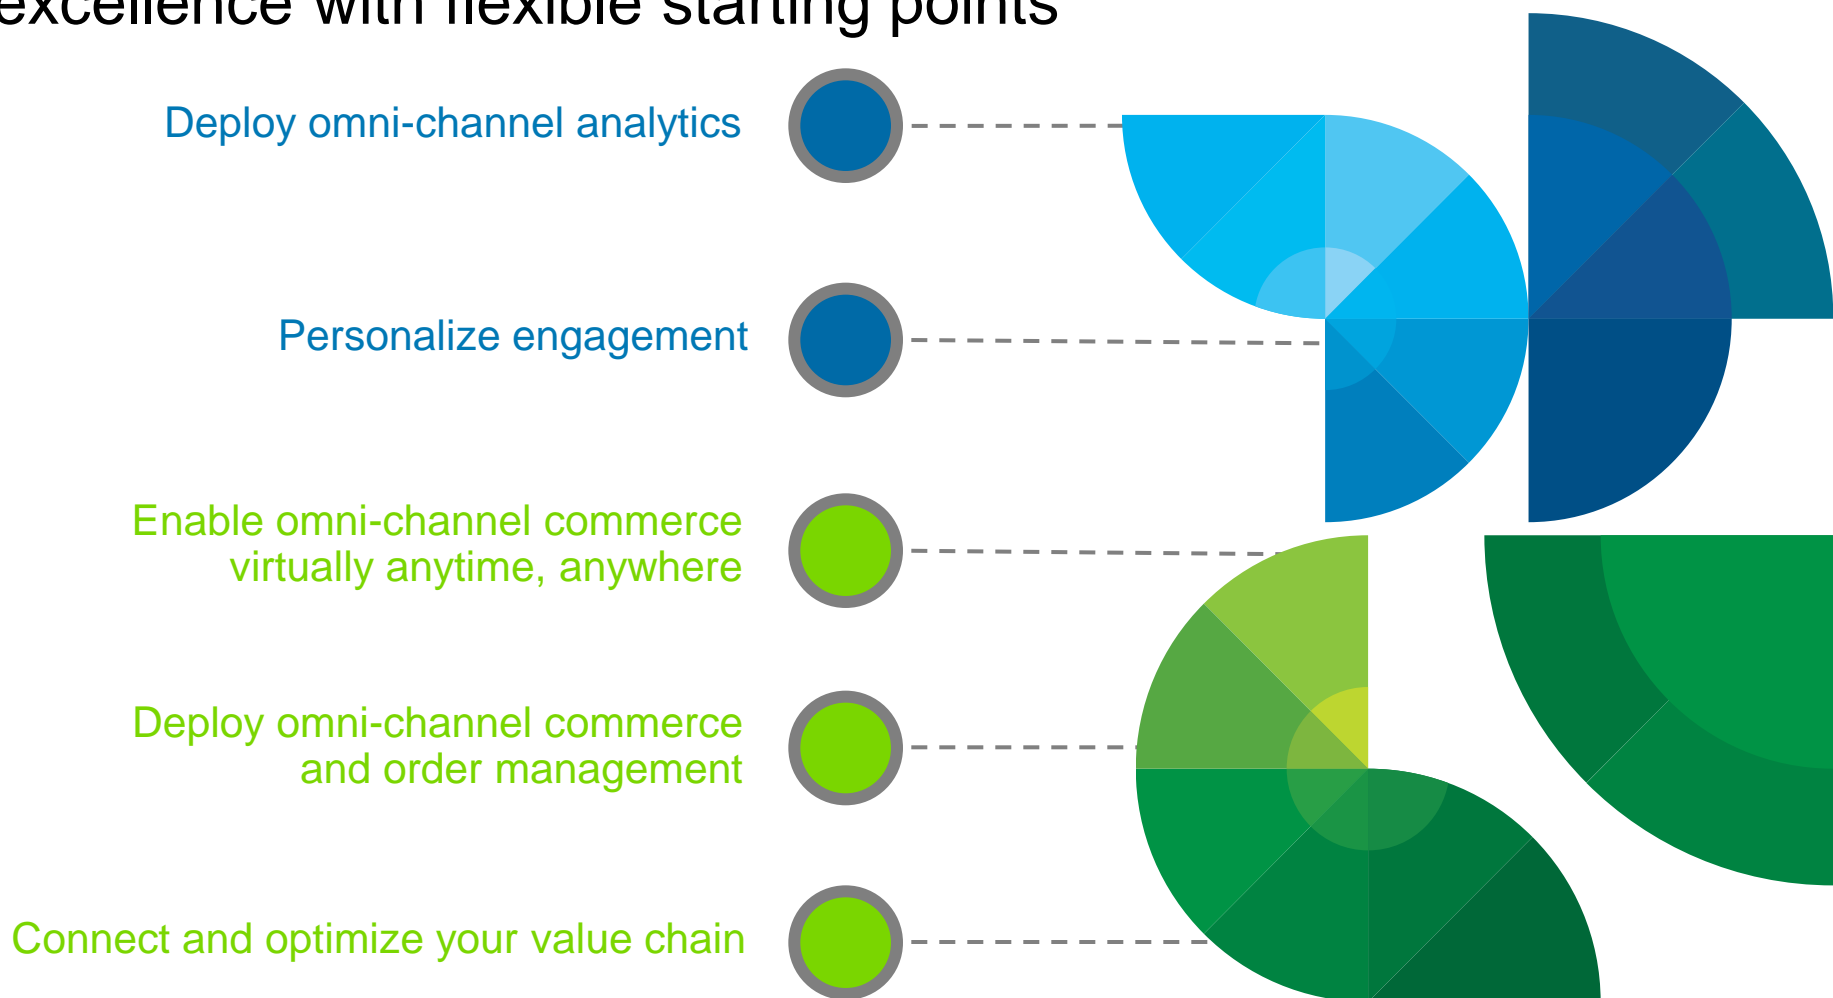 excellence with flexible starting points
Deploy omni-channel analytics
Personalize engagement
Enable omni-channel commerce
virtually anytime, anywhere
Deploy omni-channel commerce
and order management
Connect and optimize your value chain